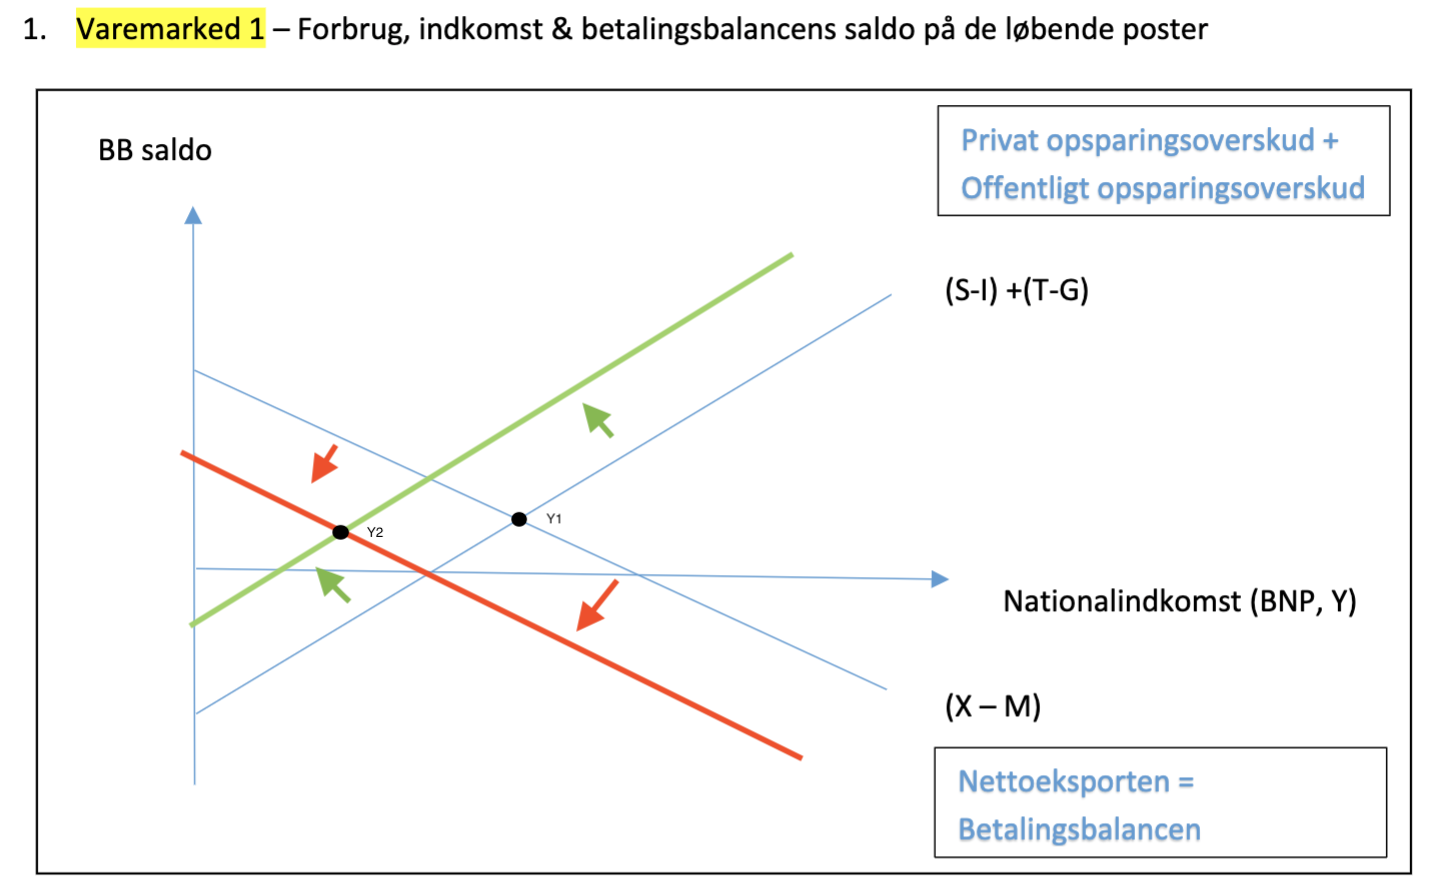 1. Varemarked 1 – Forbrug, indkomst & betalingsbalancens saldo på de løbende poster
BB saldo
Privat opsparingsoverskud +
Offentligt opsparingsoverskud
(S-I) +(T-G)
Y1
Y2
Nationalindkomst (BNP, Y)
(X – M)
Nettoeksporten =
Betalingsbalancen